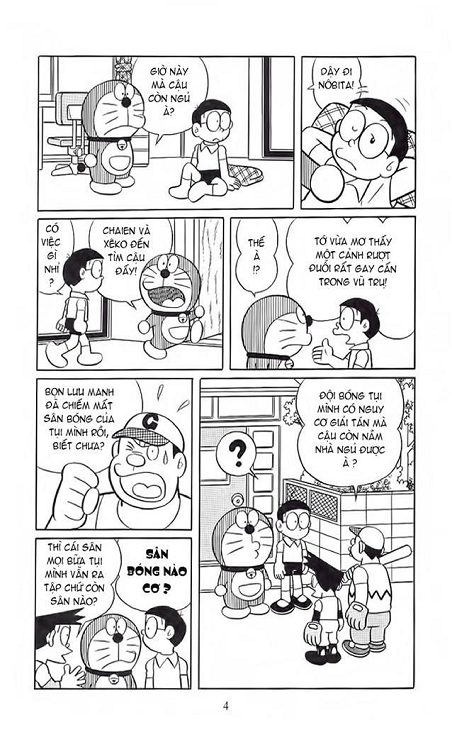 DẬY ĐI
NÔBITA!
GIỜ NÀY
MÀ CẬU
CÒN NGỦ
À?
TỚ VỪA MƠ THẤY
MỘT CẢNH RƯỢT
ĐUỔI RẤT GAY CẤN
TRONG VŨ TRỤ!
THẾ
À
!?
CHAIEN VÀ
XÊKO ĐẾN
TÌM CẬU
ĐẤY!
CÓ
VIỆC
GÌ
NHỈ
?
ĐỘI BÓNG TỤI
MÌNH CÓ NGUY
CƠ GIẢI TÁN MÀ
CẬU CÒN NẰM
NHÀ NGỦ ĐƯỢC
À ?
?
BỌN LƯU MANH
ĐÃ CHIẾM MẤT
SÂN BÓNG CỦA
TỤI MÌNH RỒI,
BIẾT CHƯA?
SÂN
BÓNG NÀO
CƠ ?
THÌ CÁI SÂN
MỌI BỮA TỤI
MÌNH VẪN RA
TẬP CHỨ CÒN
SÂN NÀO?
4